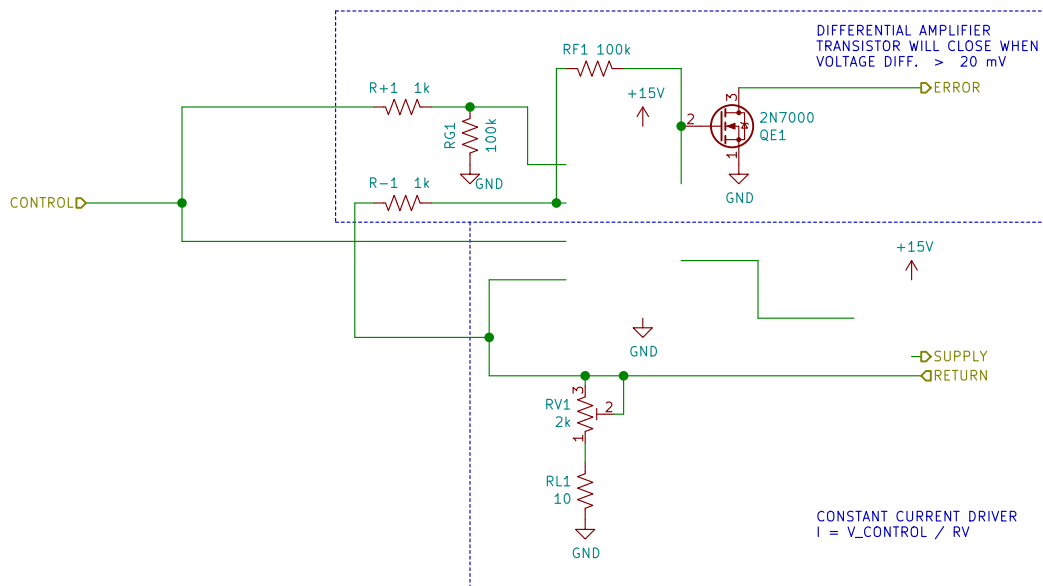 DIFFERENTIAL AMPLIFIER
TRANSISTOR WILL CLOSE WHEN
VOLTAGE DIFF. > 20 mV
RF1 100k
R+1 1k
+15V
3
ERROR
2
2N7000
QE1
RG1
100k
1
GND
R-1 1k
GND
CONTROL
+15V
GND
SUPPLY
RETURN
3
RV1
2k
2
1
RL1
10
GND
CONSTANT CURRENT DRIVER
I = V_CONTROL / RV